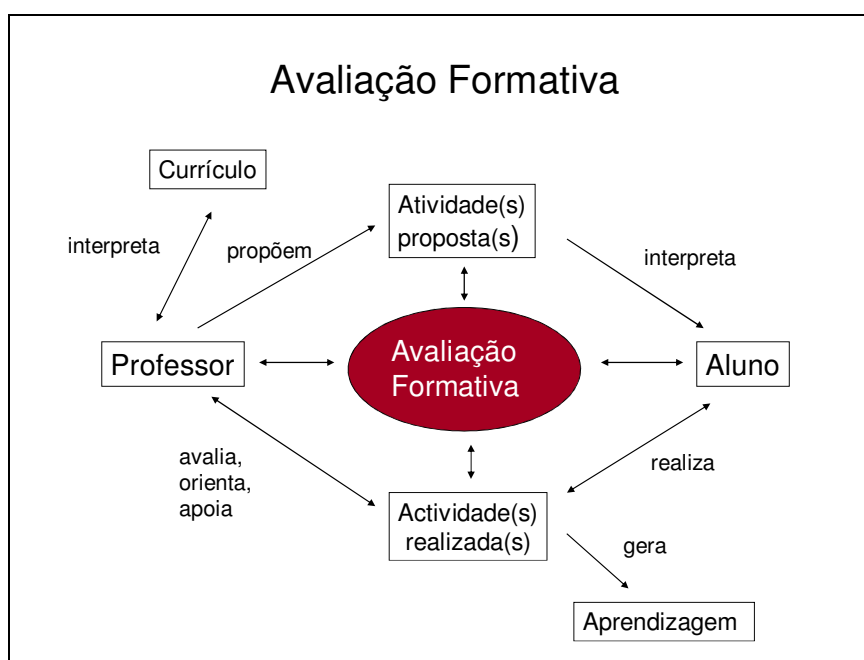 Avaliação Formativa
Currículo
Atividade(s)
proposta(s)
interpreta
propõem
interpreta
Professor
Avaliação
Formativa
Aluno
avalia,
orienta,
apoia
realiza
Actividade(s)
realizada(s)
gera
Aprendizagem